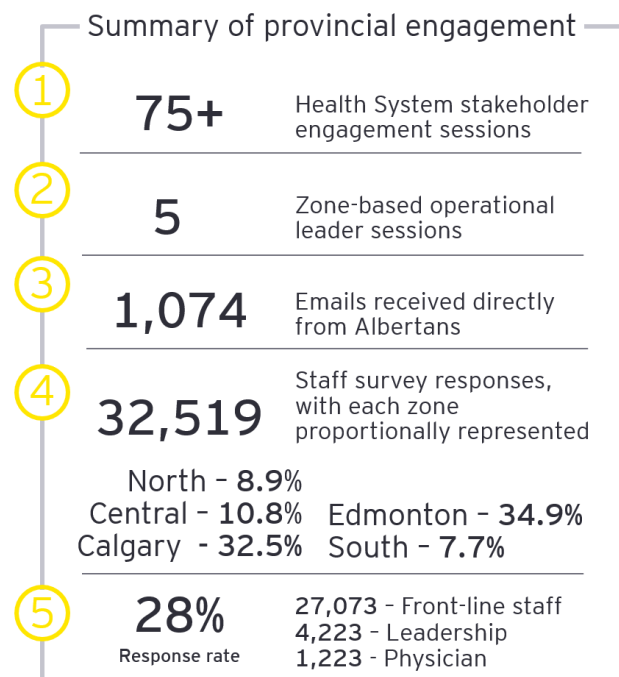 Summary of provincial engagement
1
75+
Health System stakeholder
engagement sessions
2
5
Zone-based operational
leader sessions
3
1,074
Emails received directly
from Albertans
4
32,519
Staff survey responses,
with each zone
proportionally represented
North – 8.9%
Central – 10.8%
Calgary - 32.5%
Edmonton – 34.9%
South – 7.7%
5
28%
Response rate
27,073 – Front-line staff
4,223 – Leadership
1,223 - Physician